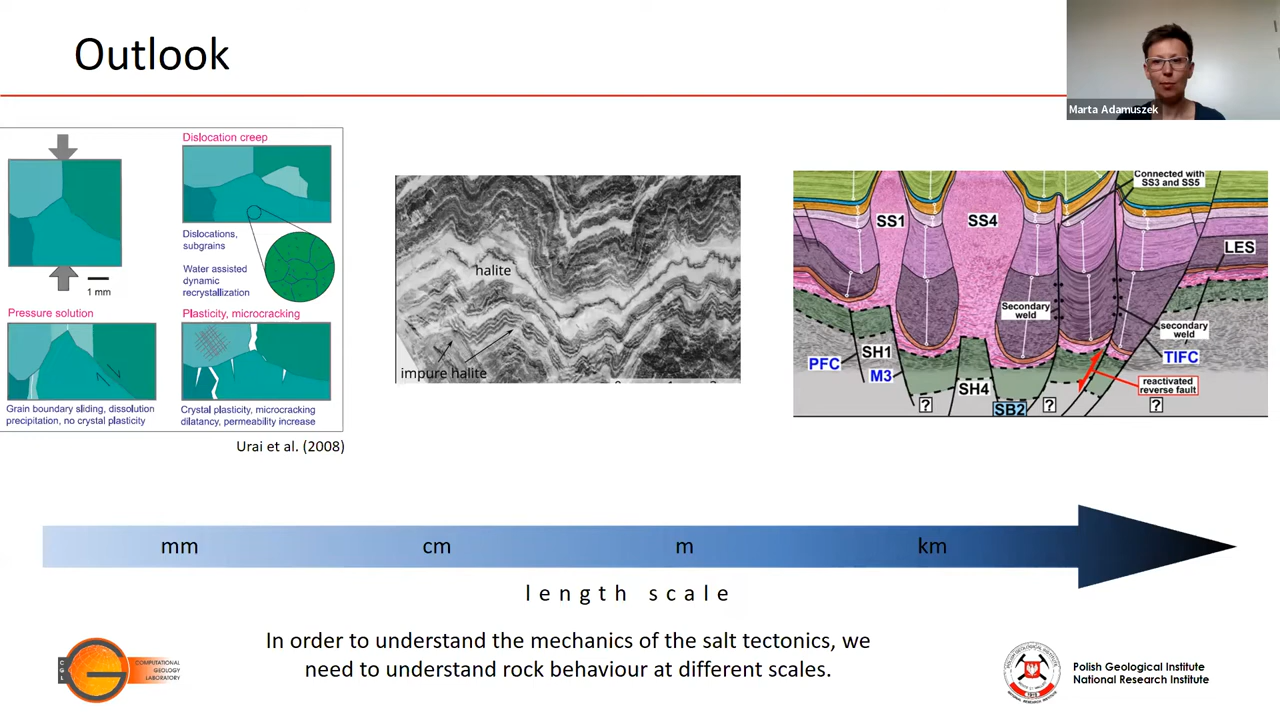 Outlook
Marta Adamuszek
1 mm
Dislocation creep
Dislocations,
subgrains
Water assisted
dynamic
recrystallization
Pressure solution
Plasticity, microcracking
Grain boundary sliding, dissolution
precipitation, no crystal plasticity
Crystal plasticity, microcracking
dilatancy, permeability increase
Urai et al. (2008)
halite
impure halite
Connected with
SS3 and SS5
SS1
SS4
LES
Secondary
weld
secondary
weld
PFC
SH1
M3
TIFC
SH4
reactivated
reverse fault
?
SB2
?
?
mm
cm
m
km
length scale
In order to understand the mechanics of the salt tectonics, we
need to understand rock behaviour at different scales.
CGL
COMPUTATIONAL
GEOLOGY
LABORATORY
Polish Geological Institute
National Research Institute